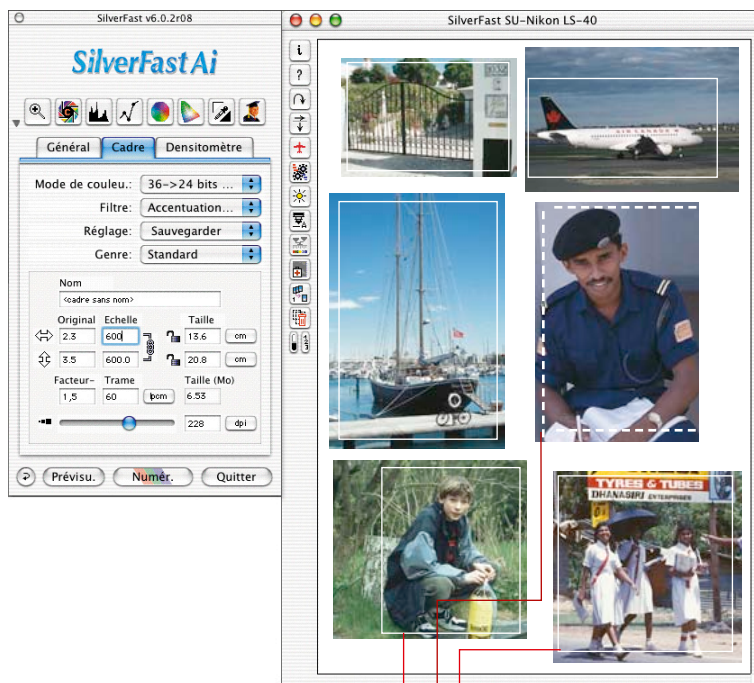 SilverFast v6.0.2r08
SilverFast Ai
Général Cadre Densitomètre
Mode de couleu.: 36->24 bits ...
Filtre: Accentuation...
Réglage: Sauvegarder
Genre: Standard
Nom
<cadre sans nom>
Original Echelle Taille
2.3 600 13.6 cm
3.5 600.0 20.8 cm
Facteur- Trame Taille (Mo)
1,5 60 lpcm 6.53
228 dpi
Prévisu. Numér. Quitter
SilverFast SU-Nikon LS-40
i
?
AIR CANADA
TYRES & TUBES
DHANASIRI ENTERPRISES